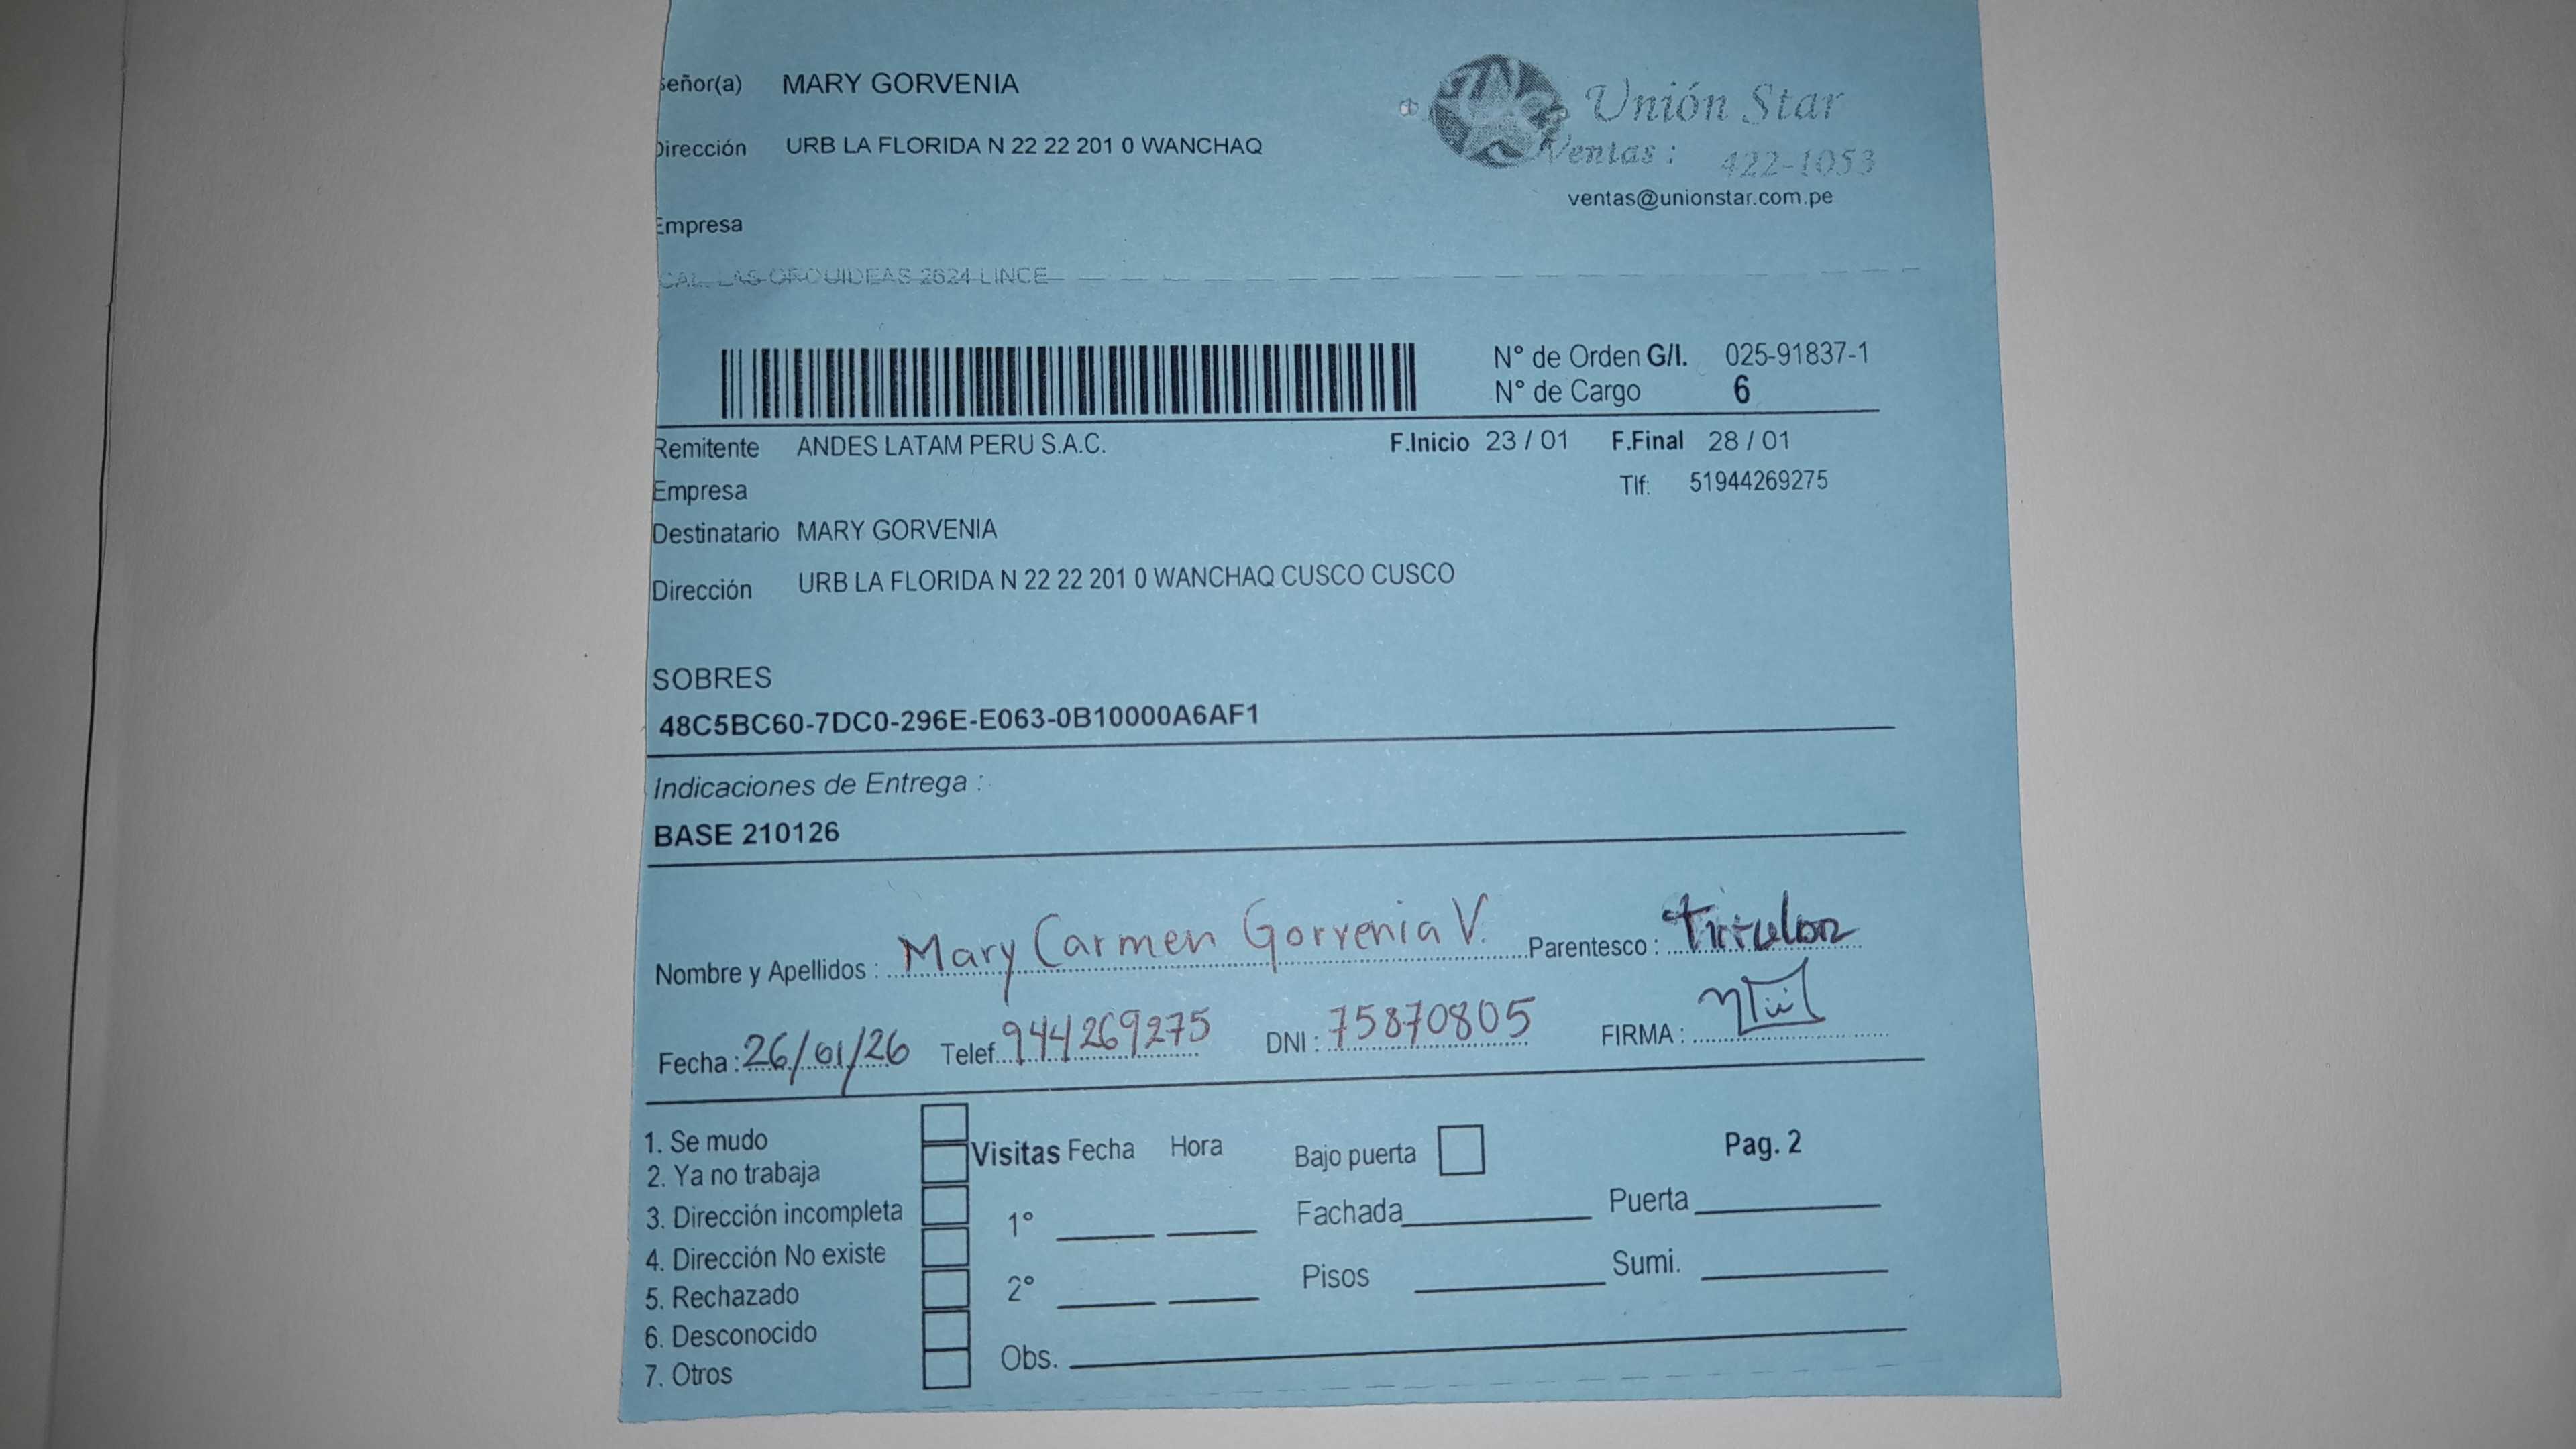 Señor(a) MARY GORVENIA
Dirección URB LA FLORIDA N 22 22 201 0 WANCHAQ
Unión Star
Ventas : 422-1053
ventas@unionstar.com.pe
Empresa
CAL. LAS ORQUIDEAS 2624 LINCE
N° de Orden G/I. 025-91837-1
N° de Cargo 6
Remitente ANDES LATAM PERU S.A.C. F.Inicio 23 / 01 F.Final 28 / 01
Empresa Tlf: 51944269275
Destinatario MARY GORVENIA
Dirección URB LA FLORIDA N 22 22 201 0 WANCHAQ CUSCO CUSCO
SOBRES
48C5BC60-7DC0-296E-E063-0B10000A6AF1
Indicaciones de Entrega :
BASE 210126
Nombre y Apellidos : Mary Carmen Gorvenia V. Parentesco : Titular
Fecha : 26/01/26 Telef. 944269275 DNI : 75870805 FIRMA :
1. Se mudo
2. Ya no trabaja
3. Dirección incompleta
4. Dirección No existe
5. Rechazado
6. Desconocido
7. Otros
Visitas Fecha Hora
1°
2°
Obs.
Bajo puerta
Pag. 2
Fachada Puerta
Pisos Sumi.